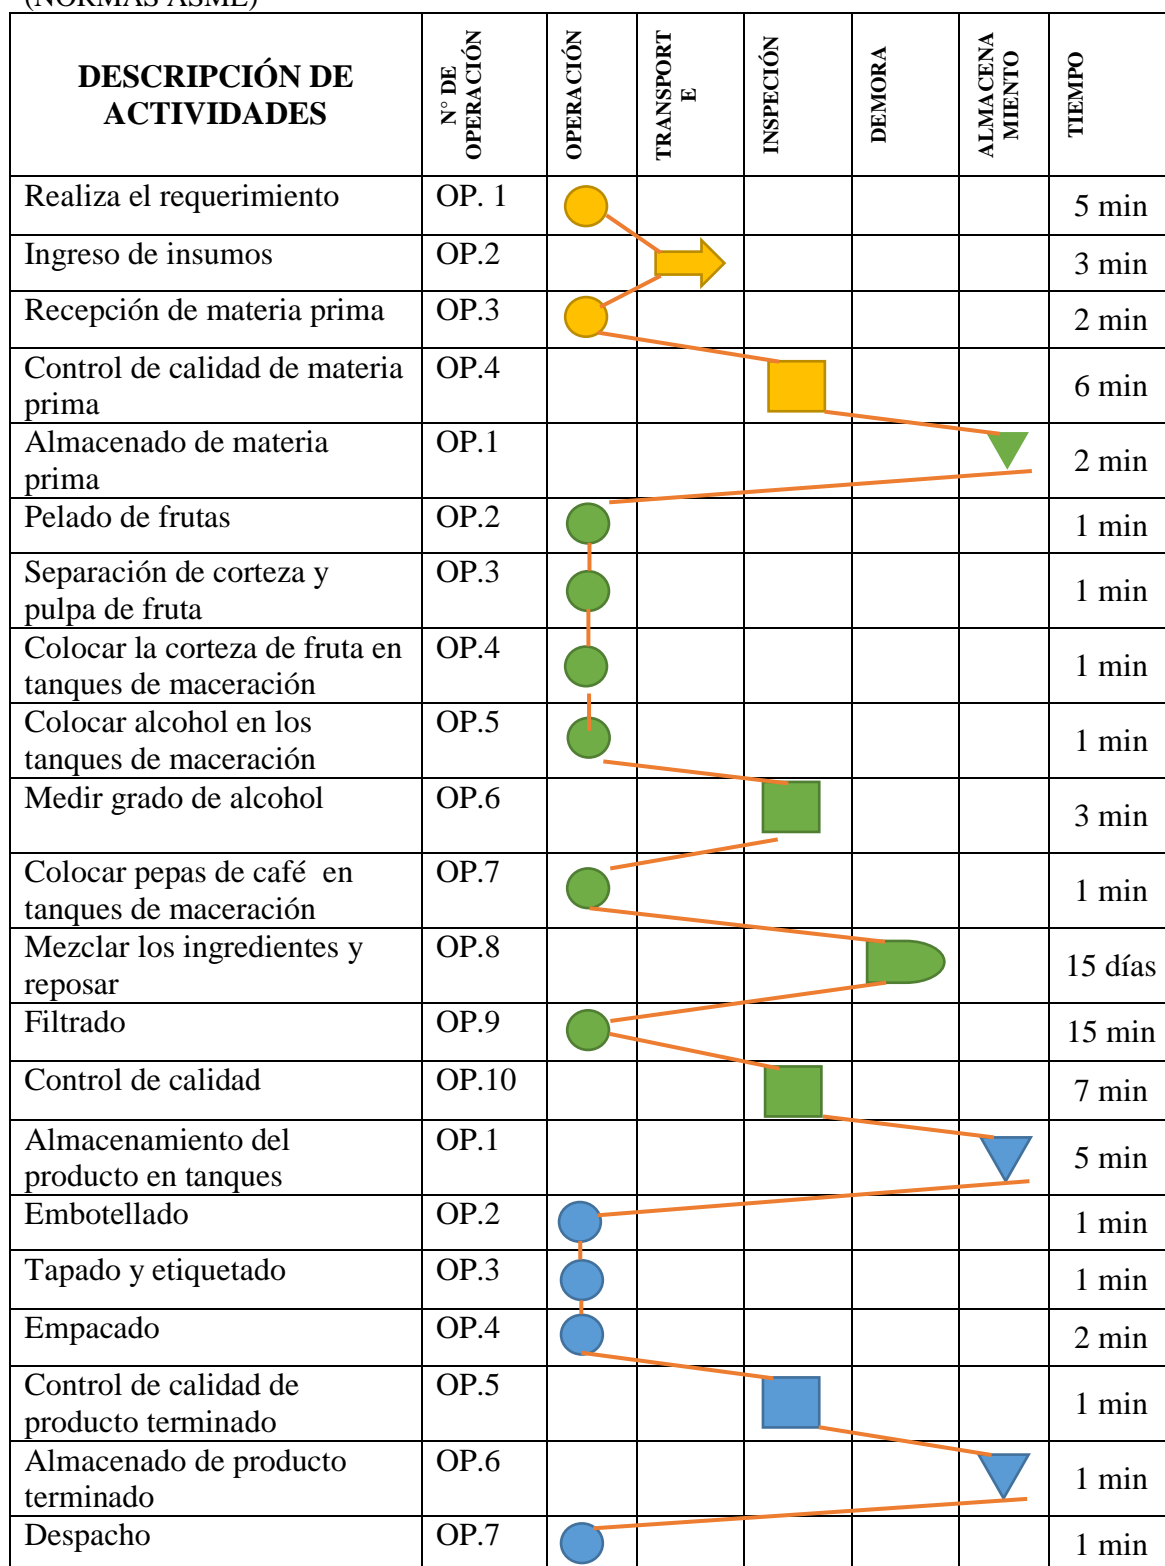 (NORMAS ASME)
DESCRIPCIÓN DE
ACTIVIDADES
N° DE
OPERACIÓN
OPERACIÓN
TRANSPORT
E
INSPECIÓN
DEMORA
ALMACENA
MIENTO
TIEMPO
Realiza el requerimiento OP. 1 5 min
Ingreso de insumos OP.2 3 min
Recepción de materia prima OP.3 2 min
Control de calidad de materia
prima
OP.4 6 min
Almacenado de materia
prima
OP.1 2 min
Pelado de frutas OP.2 1 min
Separación de corteza y
pulpa de fruta
OP.3 1 min
Colocar la corteza de fruta en
tanques de maceración
OP.4 1 min
Colocar alcohol en los
tanques de maceración
OP.5 1 min
Medir grado de alcohol OP.6 3 min
Colocar pepas de café en
tanques de maceración
OP.7 1 min
Mezclar los ingredientes y
reposar
OP.8 15 días
Filtrado OP.9 15 min
Control de calidad OP.10 7 min
Almacenamiento del
producto en tanques
OP.1 5 min
Embotellado OP.2 1 min
Tapado y etiquetado OP.3 1 min
Empacado OP.4 2 min
Control de calidad de
producto terminado
OP.5 1 min
Almacenado de producto
terminado
OP.6 1 min
Despacho OP.7 1 min